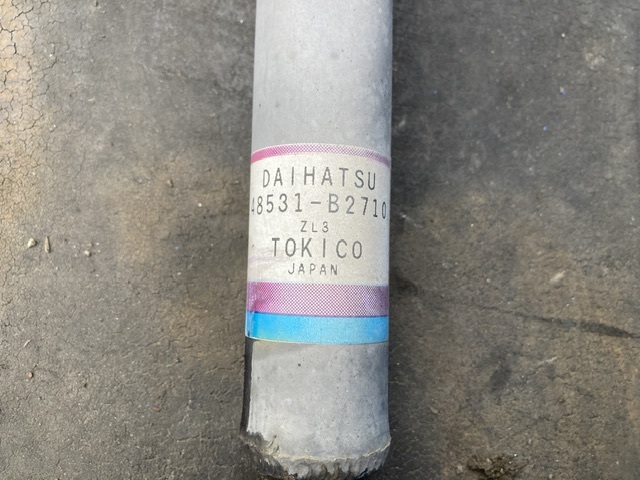 DAIHATSU
48531-B2710
ZL3
TOKICO
JAPAN